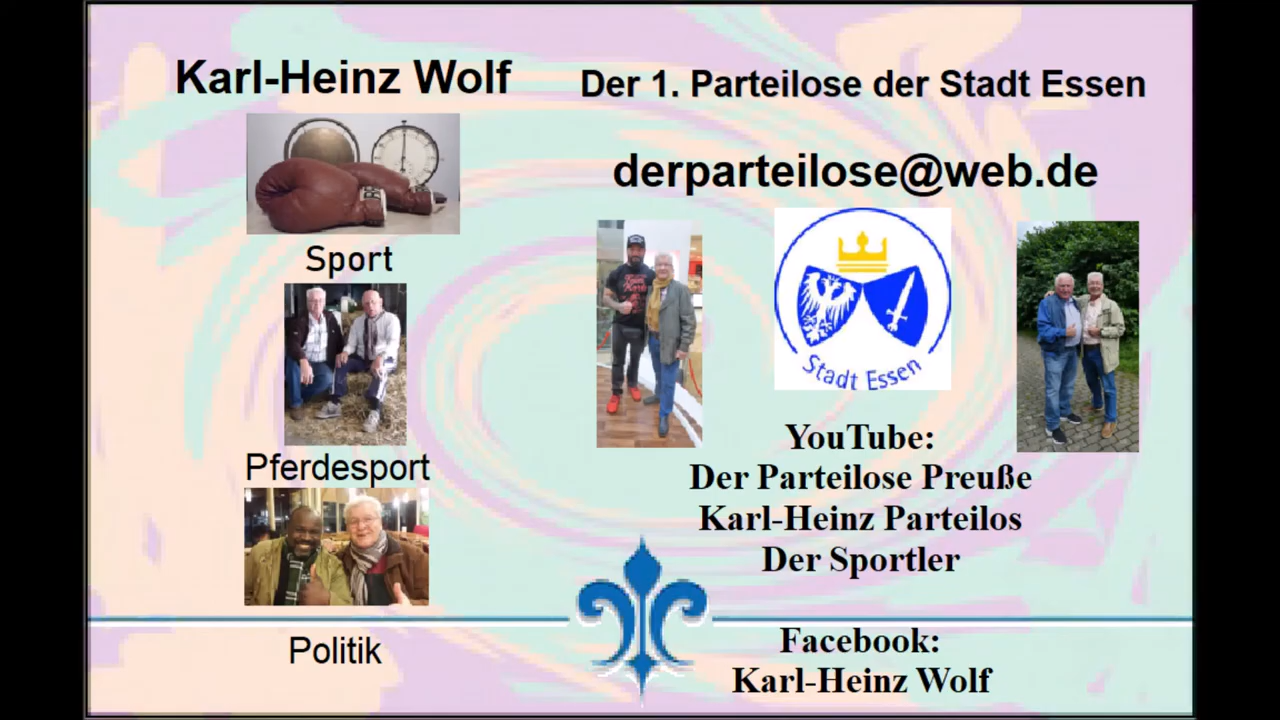 Karl-Heinz Wolf
Sport
Pferdesport
Politik
Der 1. Parteilose der Stadt Essen
derparteilose@web.de
Stadt Essen
YouTube:
Der Parteilose Preuße
Karl-Heinz Parteilos
Der Sportler
Facebook:
Karl-Heinz Wolf